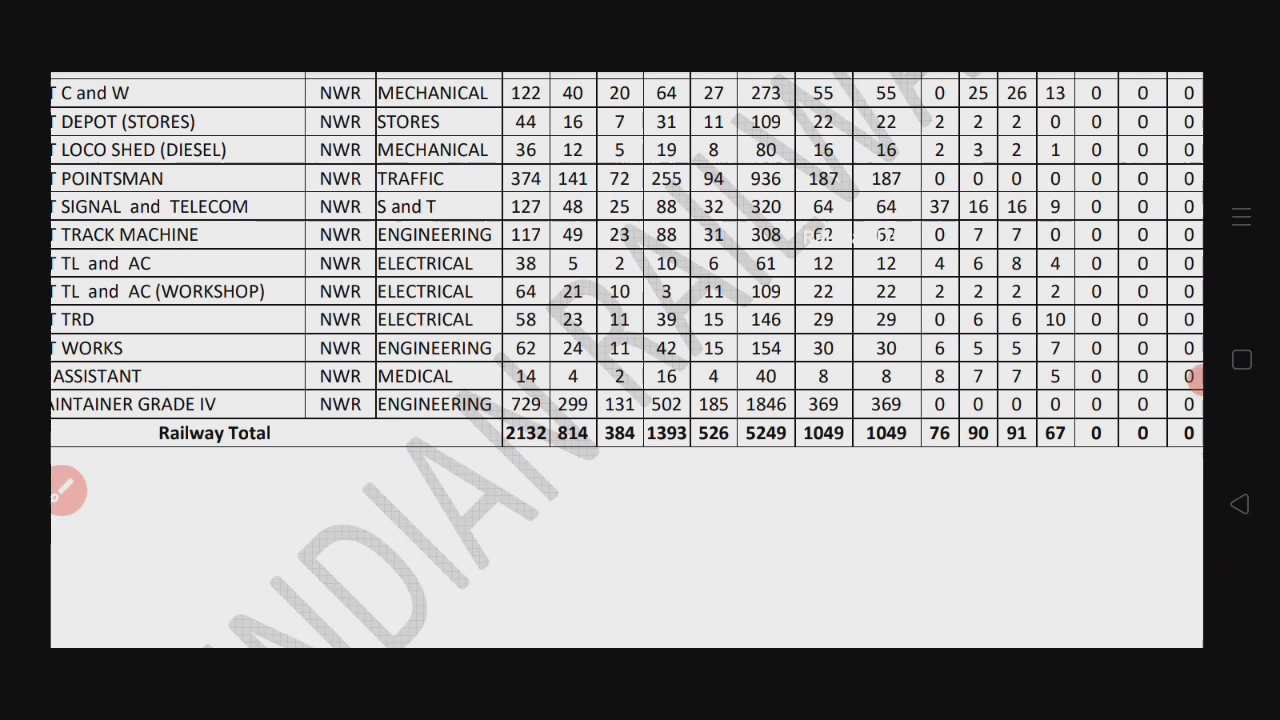 T C and W NWR MECHANICAL 122 40 20 64 27 273 55 55 0 25 26 13 0 0 0
T DEPOT (STORES) NWR STORES 44 16 7 31 11 109 22 22 2 2 2 0 0 0 0
T LOCO SHED (DIESEL) NWR MECHANICAL 36 12 5 19 8 80 16 16 2 3 2 1 0 0 0
T POINTSMAN NWR TRAFFIC 374 141 72 255 94 936 187 187 0 0 0 0 0 0 0
T SIGNAL and TELECOM NWR S and T 127 48 25 88 32 320 64 64 37 16 16 9 0 0 0
T TRACK MACHINE NWR ENGINEERING 117 49 23 88 31 308 62 62 0 7 7 0 0 0 0
T TL and AC NWR ELECTRICAL 38 5 2 10 6 61 12 12 4 6 8 4 0 0 0
T TL and AC (WORKSHOP) NWR ELECTRICAL 64 21 10 3 11 109 22 22 2 2 2 2 0 0 0
T TRD NWR ELECTRICAL 58 23 11 39 15 146 29 29 0 6 6 10 0 0 0
T WORKS NWR ENGINEERING 62 24 11 42 15 154 30 30 6 5 5 7 0 0 0
ASSISTANT NWR MEDICAL 14 4 2 16 4 40 8 8 8 7 7 5 0 0 0
AINTAINER GRADE IV NWR ENGINEERING 729 299 131 502 185 1846 369 369 0 0 0 0 0 0 0
Railway Total 2132 814 384 1393 526 5249 1049 1049 76 90 91 67 0 0 0
INDIAN RAILWA